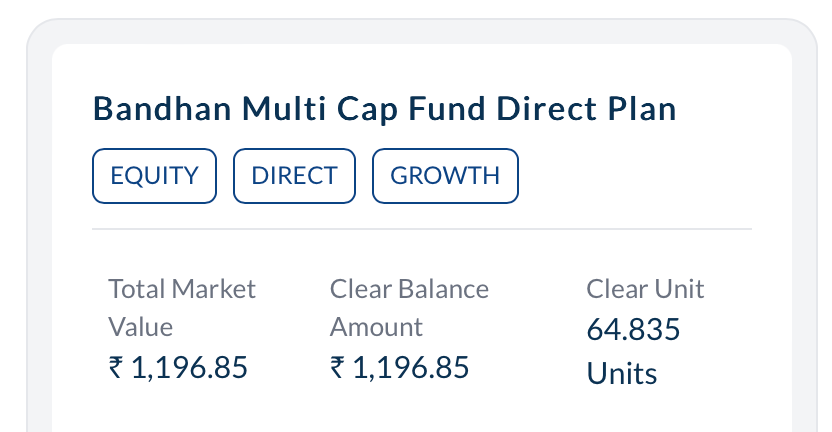 Bandhan Multi Cap Fund Direct Plan
EQUITY DIRECT GROWTH
Total Market Value
₹ 1,196.85
Clear Balance Amount
₹ 1,196.85
Clear Unit
64.835
Units